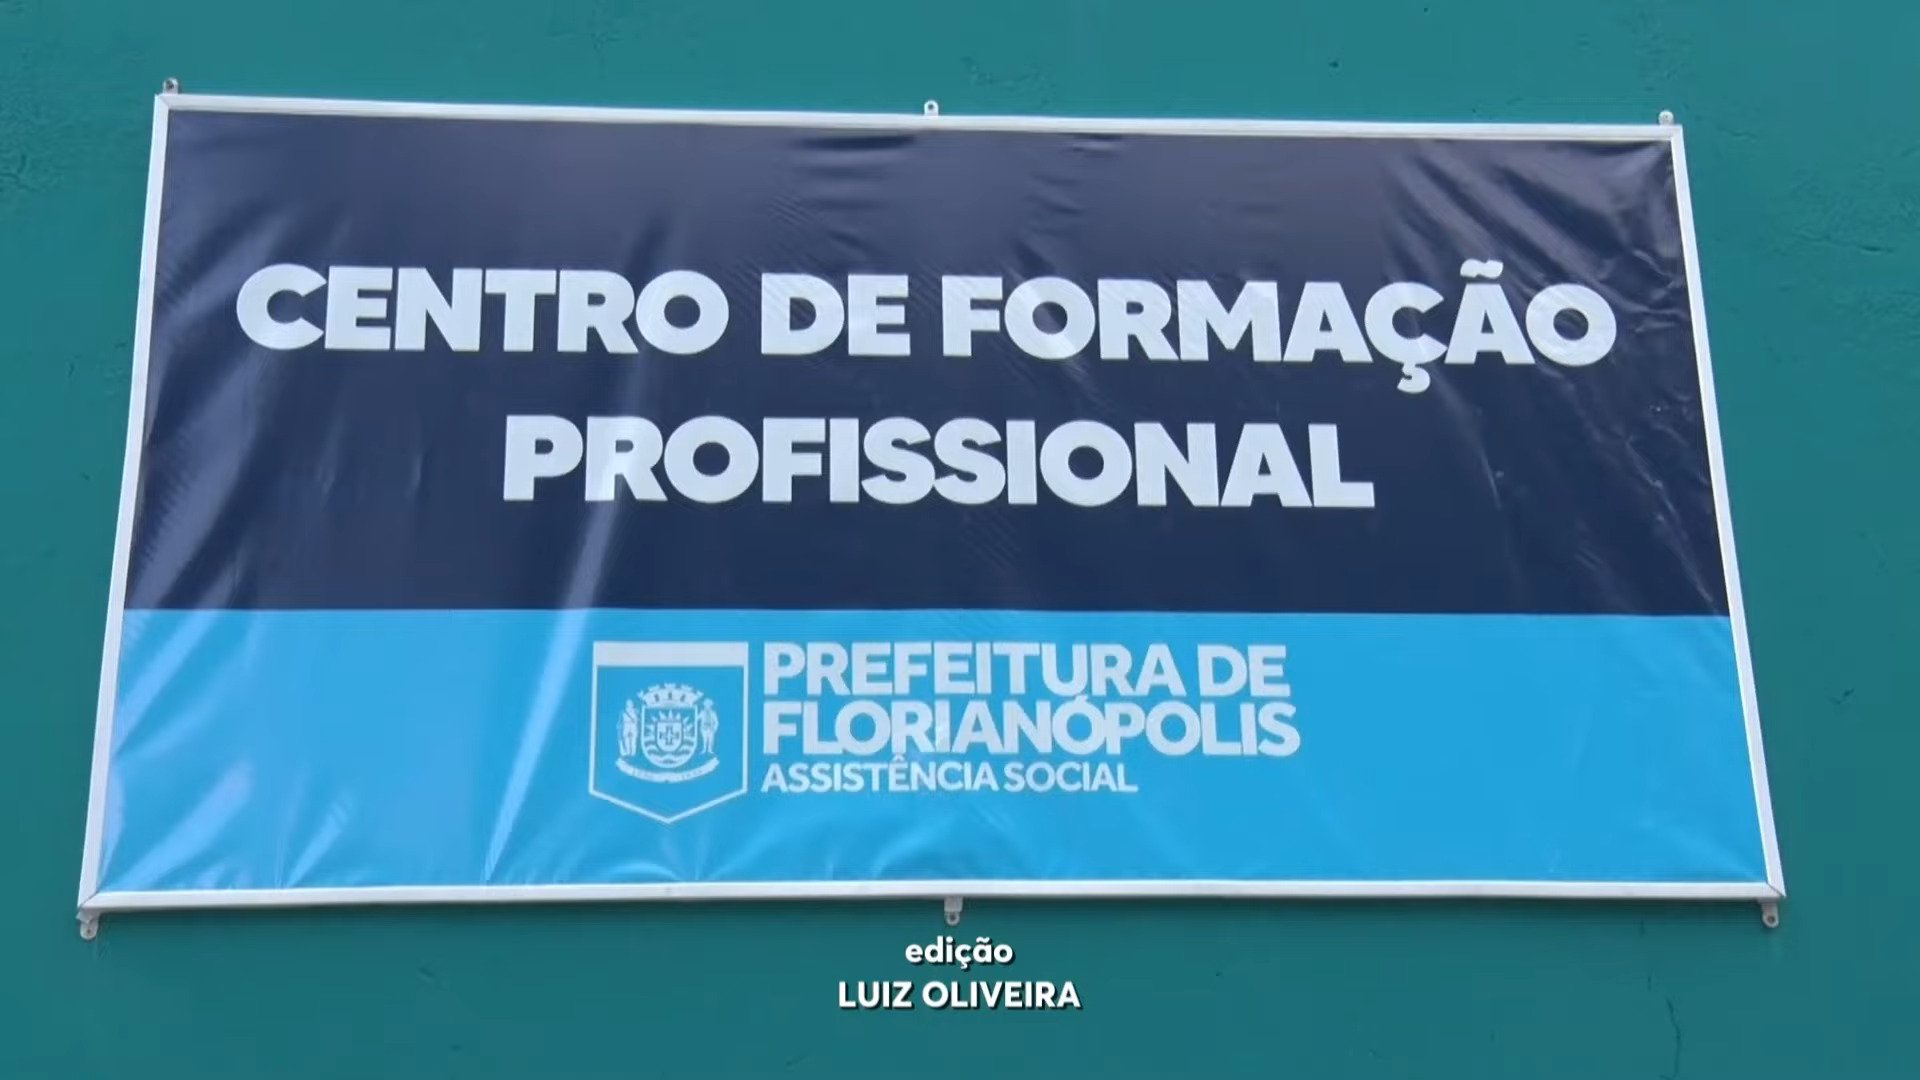 CENTRO DE FORMAÇÃO
PROFISSIONAL
PREFEITURA DE
FLORIANÓPOLIS
ASSISTÊNCIA SOCIAL
edição
LUIZ OLIVEIRA